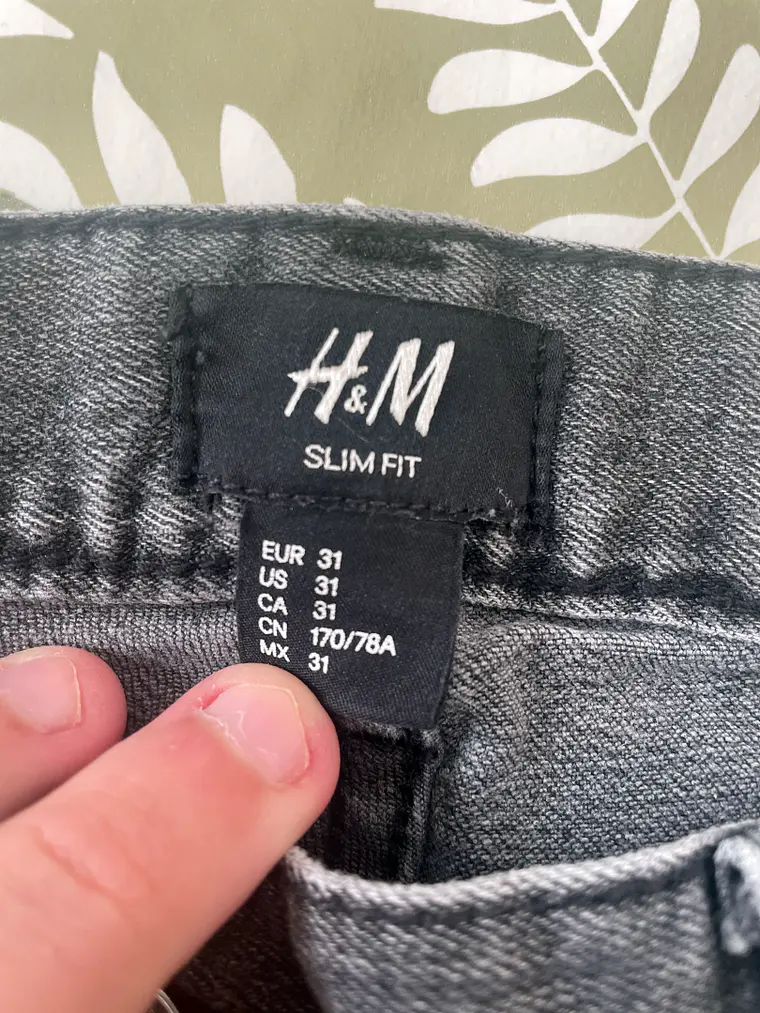 H&M
SLIM FIT
EUR 31
US 31
CA 31
CN 170/78A
MX 31